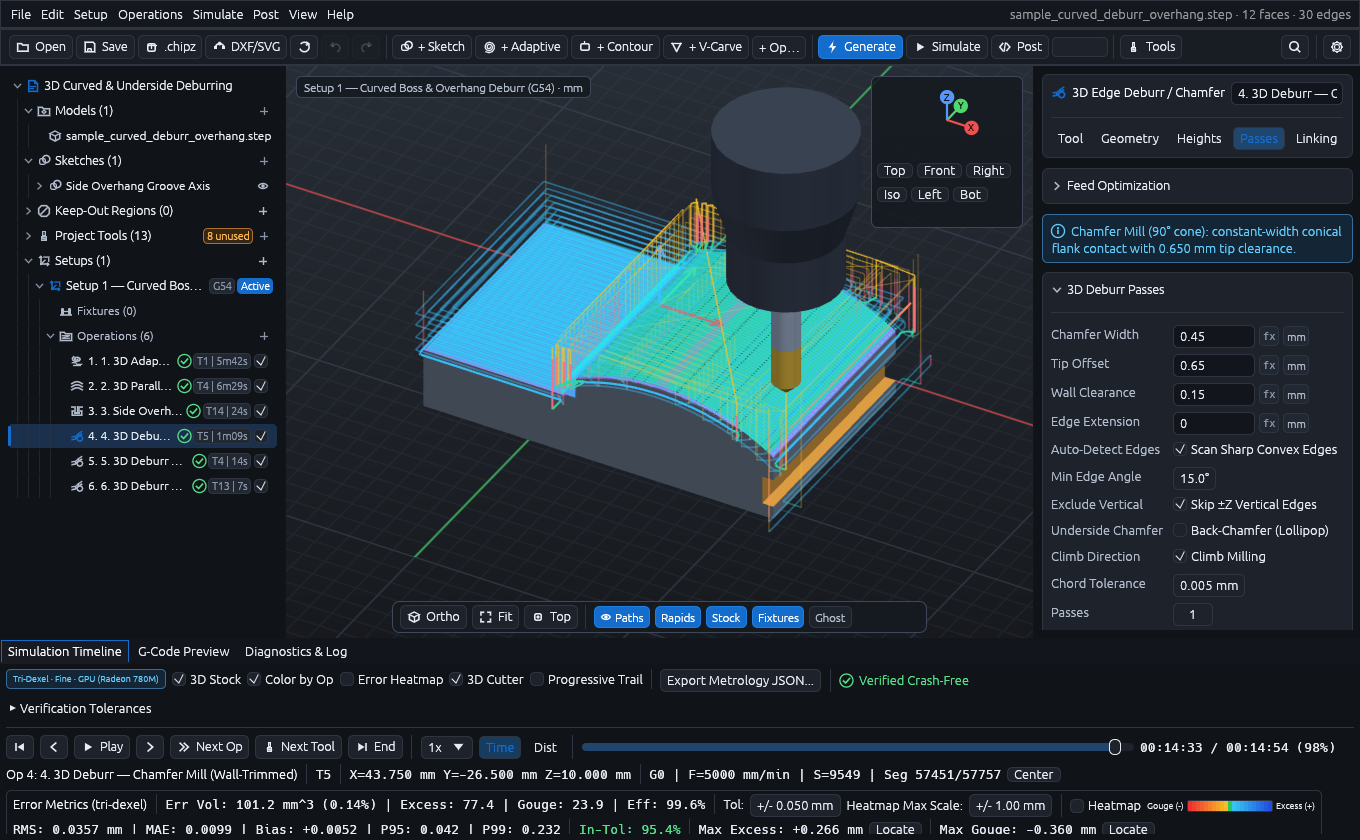 File Edit Setup Operations Simulate Post View Help
sample_curved_deburr_overhang.step · 12 faces · 30 edges
Open Save .chipz DXF/SVG + Sketch + Adaptive + Contour + V-Carve + Op... Generate Simulate Post Tools
3D Curved & Underside Deburring
Models (1) +
sample_curved_deburr_overhang.step
Sketches (1) +
Side Overhang Groove Axis
Keep-Out Regions (0) +
Project Tools (13) 8 unused +
Setups (1) +
Setup 1 — Curved Bos... G54 Active
Fixtures (0)
Operations (6) +
1. 1. 3D Adap... T1 | 5m42s
2. 2. 3D Parall... T4 | 6m29s
3. 3. Side Overh... T14 | 24s
4. 4. 3D Debu... T5 | 1m09s
5. 5. 3D Deburr ... T4 | 14s
6. 6. 3D Deburr ... T13 | 7s
Setup 1 — Curved Boss & Overhang Deburr (G54) · mm
Z
Y
X
Top Front Right
Iso Left Bot
Ortho Fit Top Paths Rapids Stock Fixtures Ghost
3D Edge Deburr / Chamfer 4. 3D Deburr — C
Tool Geometry Heights Passes Linking
Feed Optimization
Chamfer Mill (90° cone): constant-width conical
flank contact with 0.650 mm tip clearance.
3D Deburr Passes
Chamfer Width 0.45 fx mm
Tip Offset 0.65 fx mm
Wall Clearance 0.15 fx mm
Edge Extension 0 fx mm
Auto-Detect Edges Scan Sharp Convex Edges
Min Edge Angle 15.0°
Exclude Vertical Skip ±Z Vertical Edges
Underside Chamfer Back-Chamfer (Lollipop)
Climb Direction Climb Milling
Chord Tolerance 0.005 mm
Passes 1
Simulation Timeline G-Code Preview Diagnostics & Log
Tri-Dexel · Fine · GPU (Radeon 780M) 3D Stock Color by Op Error Heatmap 3D Cutter Progressive Trail Export Metrology JSON... Verified Crash-Free
Verification Tolerances
Play Next Op Next Tool End 1x Time Dist 00:14:33 / 00:14:54 (98%)
Op 4: 4. 3D Deburr — Chamfer Mill (Wall-Trimmed) T5 X=43.750 mm Y=-26.500 mm Z=10.000 mm G0 | F=5000 mm/min | S=9549 | Seg 57451/57757 Center
Error Metrics (tri-dexel) Err Vol: 101.2 mm^3 (0.14%) | Excess: 77.4 | Gouge: 23.9 | Eff: 99.6% Tol: +/- 0.050 mm Heatmap Max Scale: +/- 1.00 mm Heatmap Gouge (-) Excess (+)
RMS: 0.0357 mm | MAE: 0.0099 | Bias: +0.0052 | P95: 0.042 | P99: 0.232 In-Tol: 95.4% Max Excess: +0.266 mm Locate Max Gouge: -0.360 mm Locate